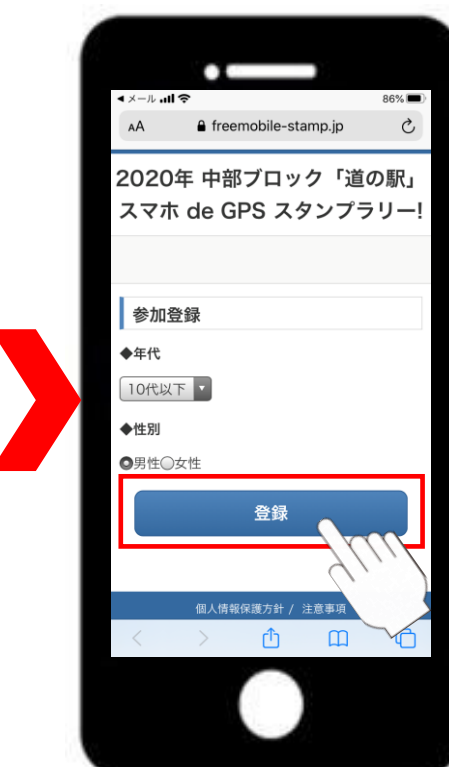 ◀メール
86%
AA freemobile-stamp.jp
2020年 中部ブロック「道の駅」
スマホ de GPS スタンプラリー!
参加登録
◆年代
10代以下
◆性別
男性 女性
登録
個人情報保護方針 / 注意事項